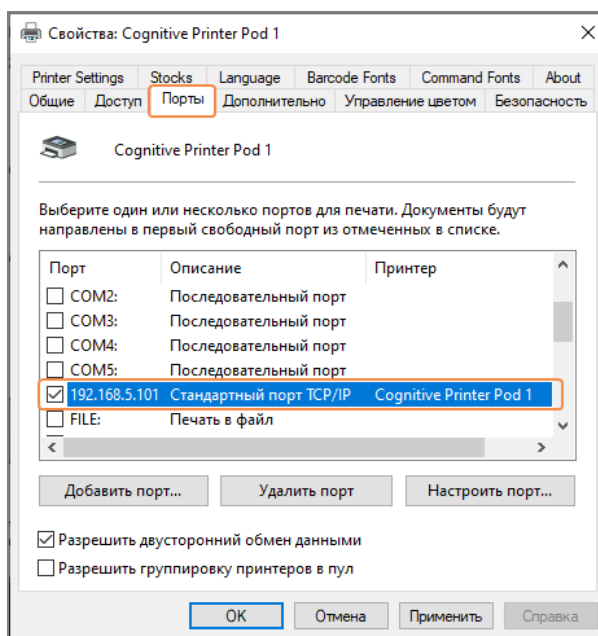 Свойства: Cognitive Printer Pod 1
Printer Settings Stocks Language Barcode Fonts Command Fonts About
Общие Доступ Порты Дополнительно Управление цветом Безопасность
Cognitive Printer Pod 1
Выберите один или несколько портов для печати. Документы будут
направлены в первый свободный порт из отмеченных в списке.
Порт Описание Принтер
COM2: Последовательный порт
COM3: Последовательный порт
COM4: Последовательный порт
COM5: Последовательный порт
192.168.5.101 Стандартный порт TCP/IP Cognitive Printer Pod 1
FILE: Печать в файл
Добавить порт... Удалить порт Настроить порт...
Разрешить двусторонний обмен данными
Разрешить группировку принтеров в пул
OK Отмена Применить Справка